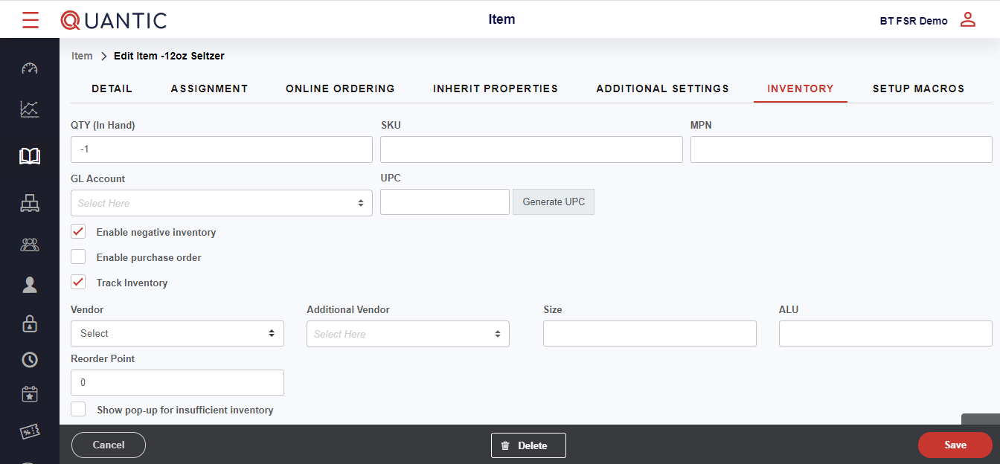 QUANTIC
Item
BT FSR Demo
Item > Edit Item -12oz Seltzer
DETAIL ASSIGNMENT ONLINE ORDERING INHERIT PROPERTIES ADDITIONAL SETTINGS INVENTORY SETUP MACROS
QTY (In Hand) SKU MPN
-1
GL Account UPC
Select Here Generate UPC
Enable negative inventory
Enable purchase order
Track Inventory
Vendor Additional Vendor Size ALU
Select Select Here
Reorder Point
0
Show pop-up for insufficient inventory
Cancel Delete Save